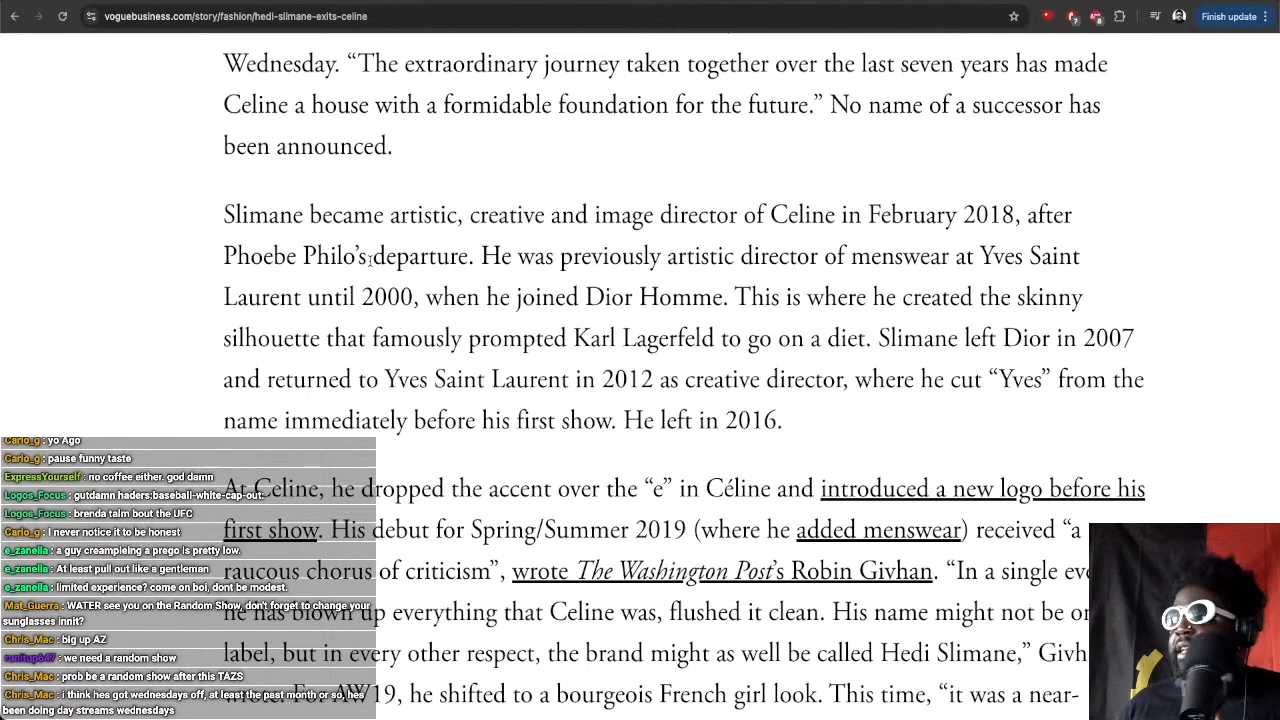 voguebusiness.com/story/fashion/hedi-slimane-exits-celine
Finish update
Wednesday. “The extraordinary journey taken together over the last seven years has made
Celine a house with a formidable foundation for the future.” No name of a successor has
been announced.
Slimane became artistic, creative and image director of Celine in February 2018, after
Phoebe Philo’s departure. He was previously artistic director of menswear at Yves Saint
Laurent until 2000, when he joined Dior Homme. This is where he created the skinny
silhouette that famously prompted Karl Lagerfeld to go on a diet. Slimane left Dior in 2007
and returned to Yves Saint Laurent in 2012 as creative director, where he cut “Yves” from the
name immediately before his first show. He left in 2016.
At Celine, he dropped the accent over the “e” in Céline and introduced a new logo before his
first show. His debut for Spring/Summer 2019 (where he added menswear) received “a
raucous chorus of criticism”, wrote The Washington Post’s Robin Givhan. “In a single eve
he has blown up everything that Celine was, flushed it clean. His name might not be on
label, but in every other respect, the brand might as well be called Hedi Slimane,” Givh
wrote. For AW19, he shifted to a bourgeois French girl look. This time, “it was a near-
Carlo_g : yo Ago
Carlo_g : pause funny taste
ExpressYourself : no coffee either. god damn
Logos_Focus : gutdamn haders:baseball-white-cap-out:
Logos_Focus : brenda talm bout the UFC
Carlo_g : I never notice it to be honest
e_zanella : a guy creampieing a prego is pretty low.
e_zanella : At least pull out like a gentleman
e_zanella : limited experience? come on boi, dont be modest.
Mat_Guerra : WATER see you on the Random Show, don't forget to change your
sunglasses innit?
Chris_Mac : big up AZ
runitup647 : we need a random show
Chris_Mac : prob be a random show after this TAZS
Chris_Mac : i think hes got wednesdays off, at least the past month or so, hes
been doing day streams wednesdays